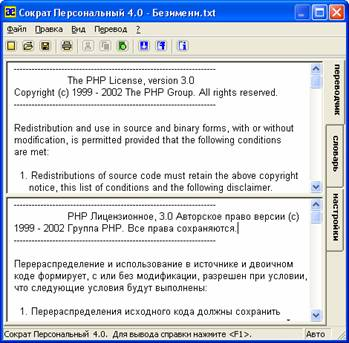 Сократ Персональный 4.0 - Безимени.txt
Файл Правка Вид Перевод ?
--------------------------------------------------------
The PHP License, version 3.0
Copyright (c) 1999 - 2002 The PHP Group. All rights reserved.
--------------------------------------------------------
Redistribution and use in source and binary forms, with or without
modification, is permitted provided that the following conditions
are met:
1. Redistributions of source code must retain the above copyright
notice, this list of conditions and the following disclaimer.
--------------------------------------------------------
PHP Лицензионное, 3.0 Авторское право версии (c)
1999 - 2002 Группа PHP. Все права сохраняются.
--------------------------------------------------------
Перераспределение и использование в источнике и двоичном
коде формирует, с или без модификации, разрешен при условии,
что следующие условия будут выполнены:
1. Перераспределения исходного кода должны сохранить
переводчик
словарь
настройки
Сократ Персональный 4.0. Для вывода справки нажмите <F1>.
Авто